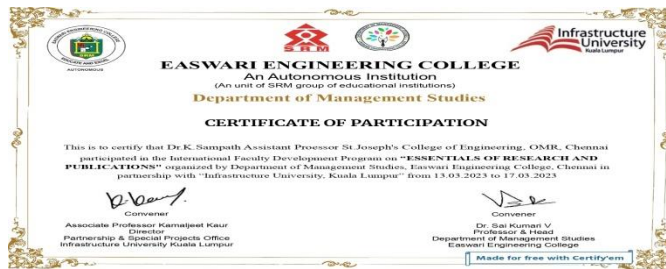 EASWARI ENGINEERING COLLEGE
EDUCATE AND EXCEL
AUTONOMOUS
SRM
Infrastructure
University
Kuala Lumpur
EASWARI ENGINEERING COLLEGE
An Autonomous Institution
(An unit of SRM group of educational institutions)
Department of Management Studies
CERTIFICATE OF PARTICIPATION
This is to certify that Dr.K.Sampath Assistant Proessor St.Joseph's College of Engineering, OMR, Chennai
participated in the International Faculty Development Program on "ESSENTIALS OF RESEARCH AND
PUBLICATIONS" organized by Department of Management Studies, Easwari Engineering College, Chennai in
partnership with "Infrastructure University, Kuala Lumpur" from 13.03.2023 to 17.03.2023
Convener
Associate Professor Kamaljeet Kaur
Director
Partnership & Special Projects Office
Infrastructure University Kuala Lumpur
Convener
Dr. Sai Kumari V
Professor & Head
Department of Management Studies
Easwari Engineering College
Made for free with Certify'em